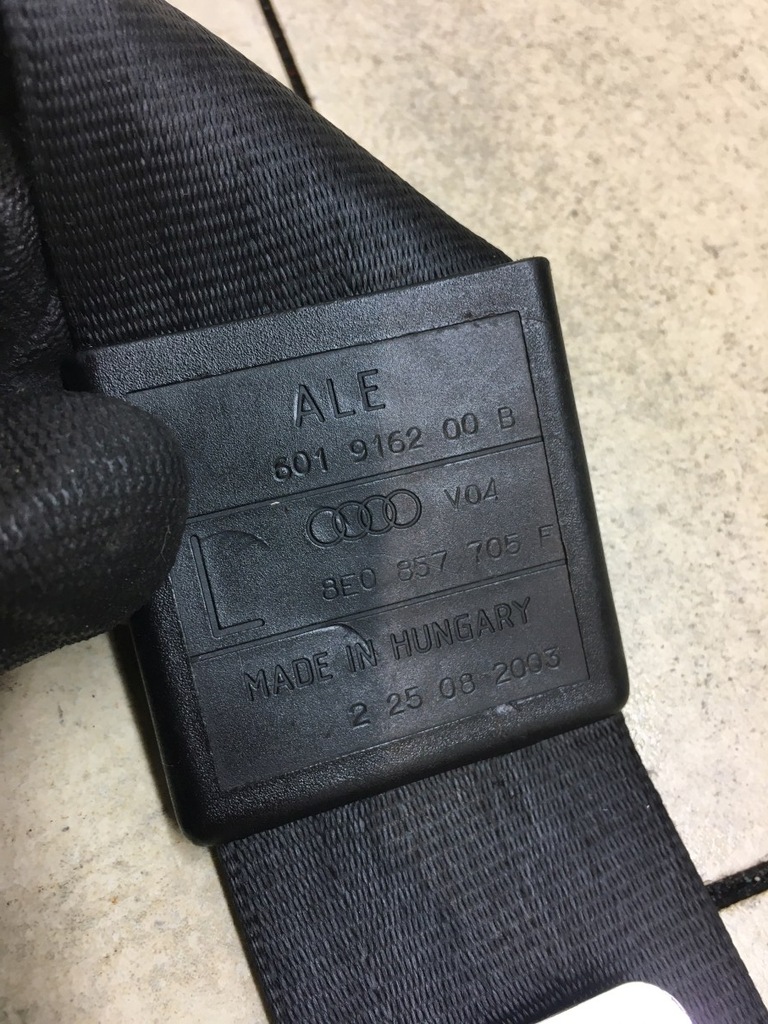 ALE
601 9162 00 B
V04
L
8E0 857 705 F
MADE IN HUNGARY
2 25 08 2003